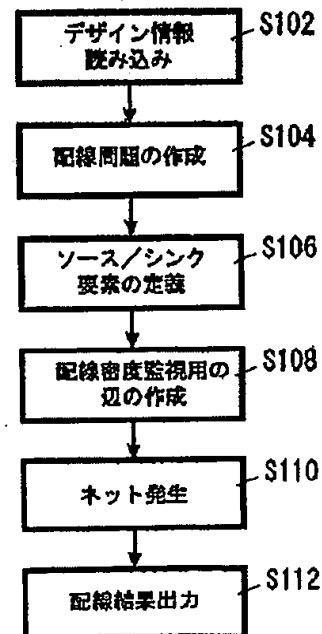 デザイン情報
読み込み
S102
配線問題の作成
S104
ソース／シンク
要素の定義
S106
配線密度監視用の
辺の作成
S108
ネット発生
S110
配線結果出力
S112